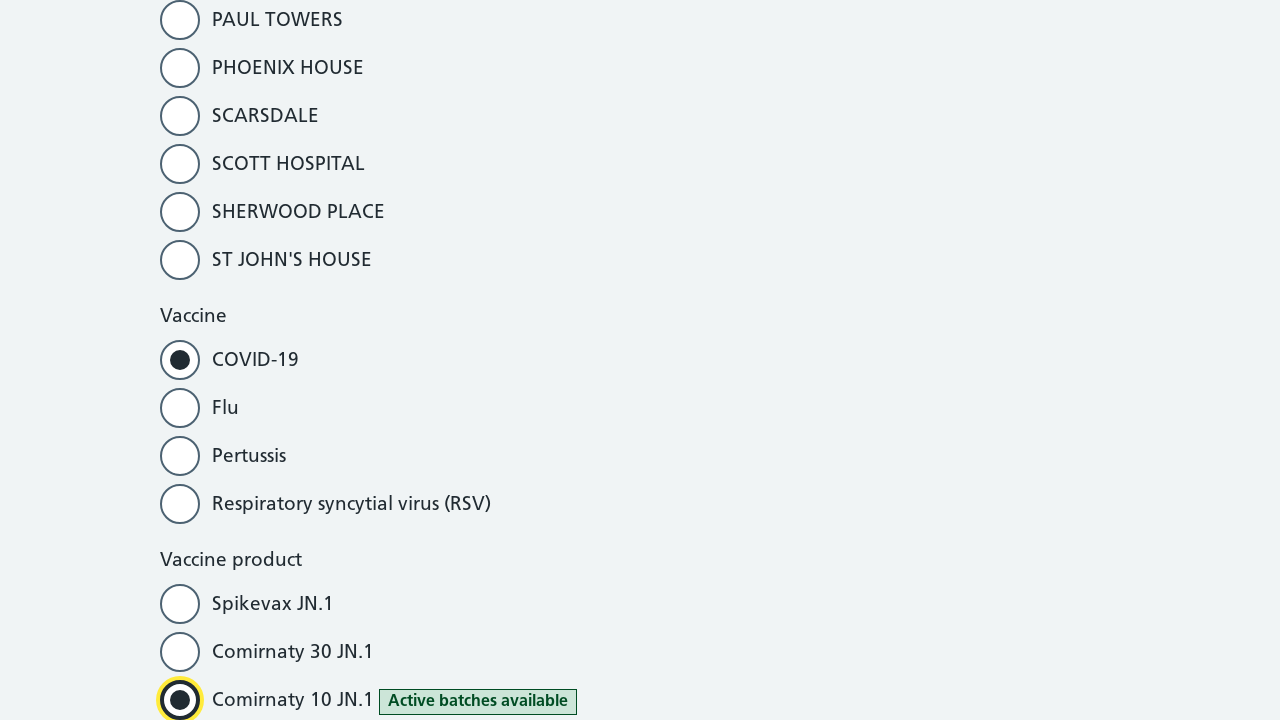 PAUL TOWERS
PHOENIX HOUSE
SCARSDALE
SCOTT HOSPITAL
SHERWOOD PLACE
ST JOHN'S HOUSE
Vaccine
COVID-19
Flu
Pertussis
Respiratory syncytial virus (RSV)
Vaccine product
Spikevax JN.1
Comirnaty 30 JN.1
Comirnaty 10 JN.1 Active batches available